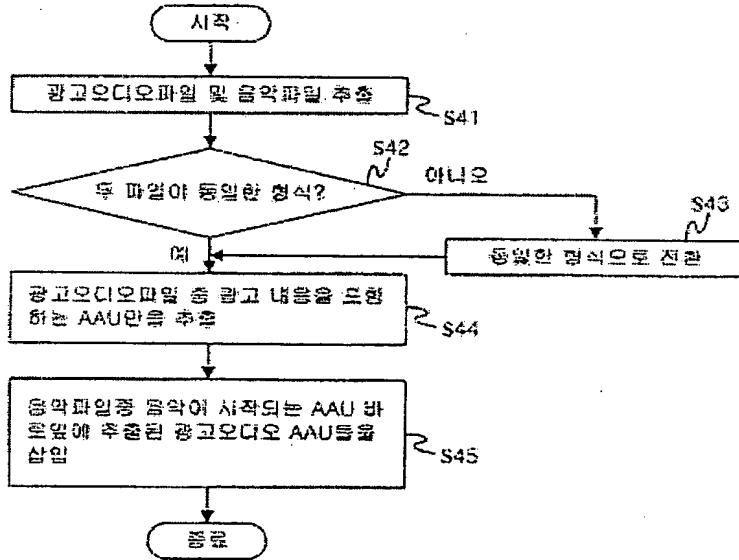 시작
광고오디오파일 및 음악파일 추출
S41
S42
두 파일이 동일한 형식?
아니오
S43
예
동일한 형식으로 전환
광고오디오파일 중 광고 내용을 포함
하는 AAU만을 추출
S44
음악파일중 음악이 시작되는 AAU 바
로앞에 추출된 광고오디오 AAU들을
삽입
S45
종료